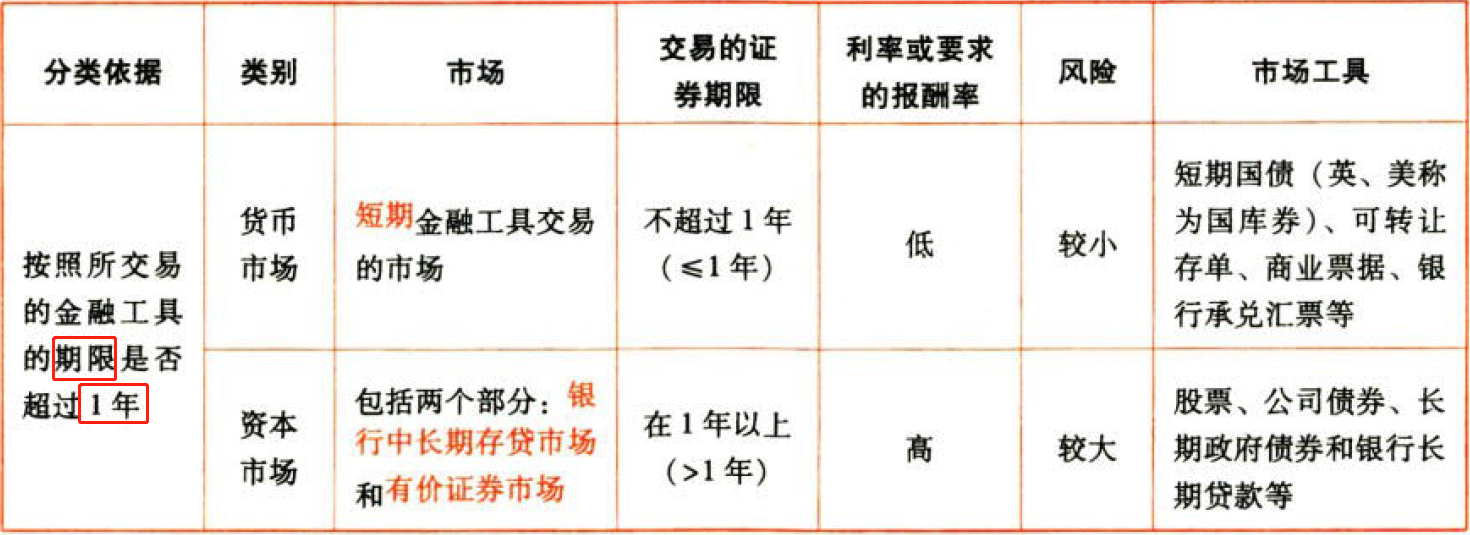 分类依据
类别
市场
交易的证
券期限
利率或要求
的报酬率
风险
市场工具
按照所交易
的金融工具
的期限是否
超过1年
货币
市场
短期金融工具交易
的市场
不超过1年
（≤1年）
低
较小
短期国债（英、美称
为国库券）、可转让
存单、商业票据、银
行承兑汇票等
资本
市场
包括两个部分：银
行中长期存贷市场
和有价证券市场
在1年以上
（>1年）
高
较大
股票、公司债券、长
期政府债券和银行长
期贷款等